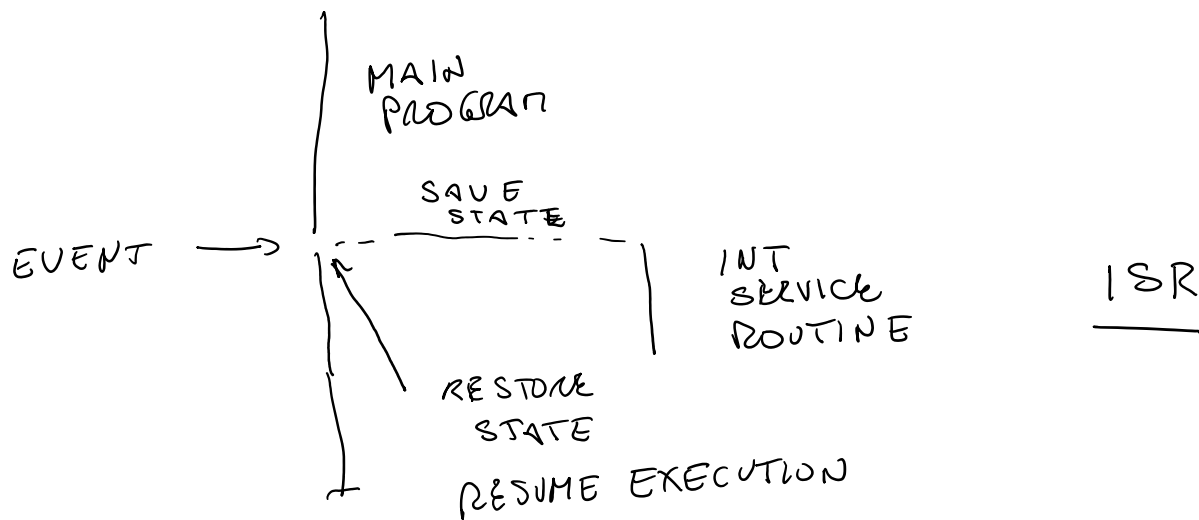 MAIN
PROGRAM
SAVE
STATE
EVENT
INT
SERVICE
ROUTINE
ISR
RESTORE
STATE
RESUME EXECUTION